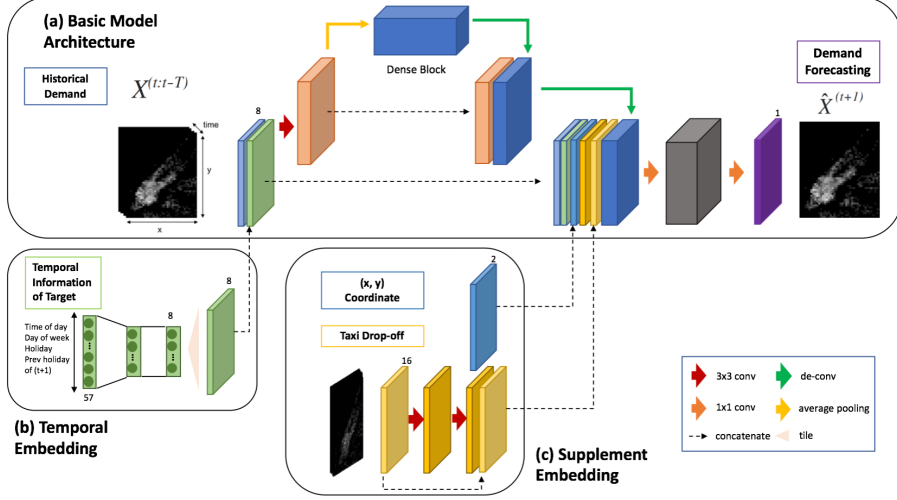 (a) Basic Model
Architecture
Historical
Demand
X^(t:t−T)
time
y
x
8
Dense Block
1
Demand
Forecasting
X̂^(t+1)
Temporal
Information
of Target
Time of day
Day of week
Holiday
Prev holiday
of (t+1)
57
8
8
(b) Temporal
Embedding
(x, y)
Coordinate
2
Taxi Drop-off
16
(c) Supplement
Embedding
3x3 conv
de-conv
1x1 conv
average pooling
concatenate
tile